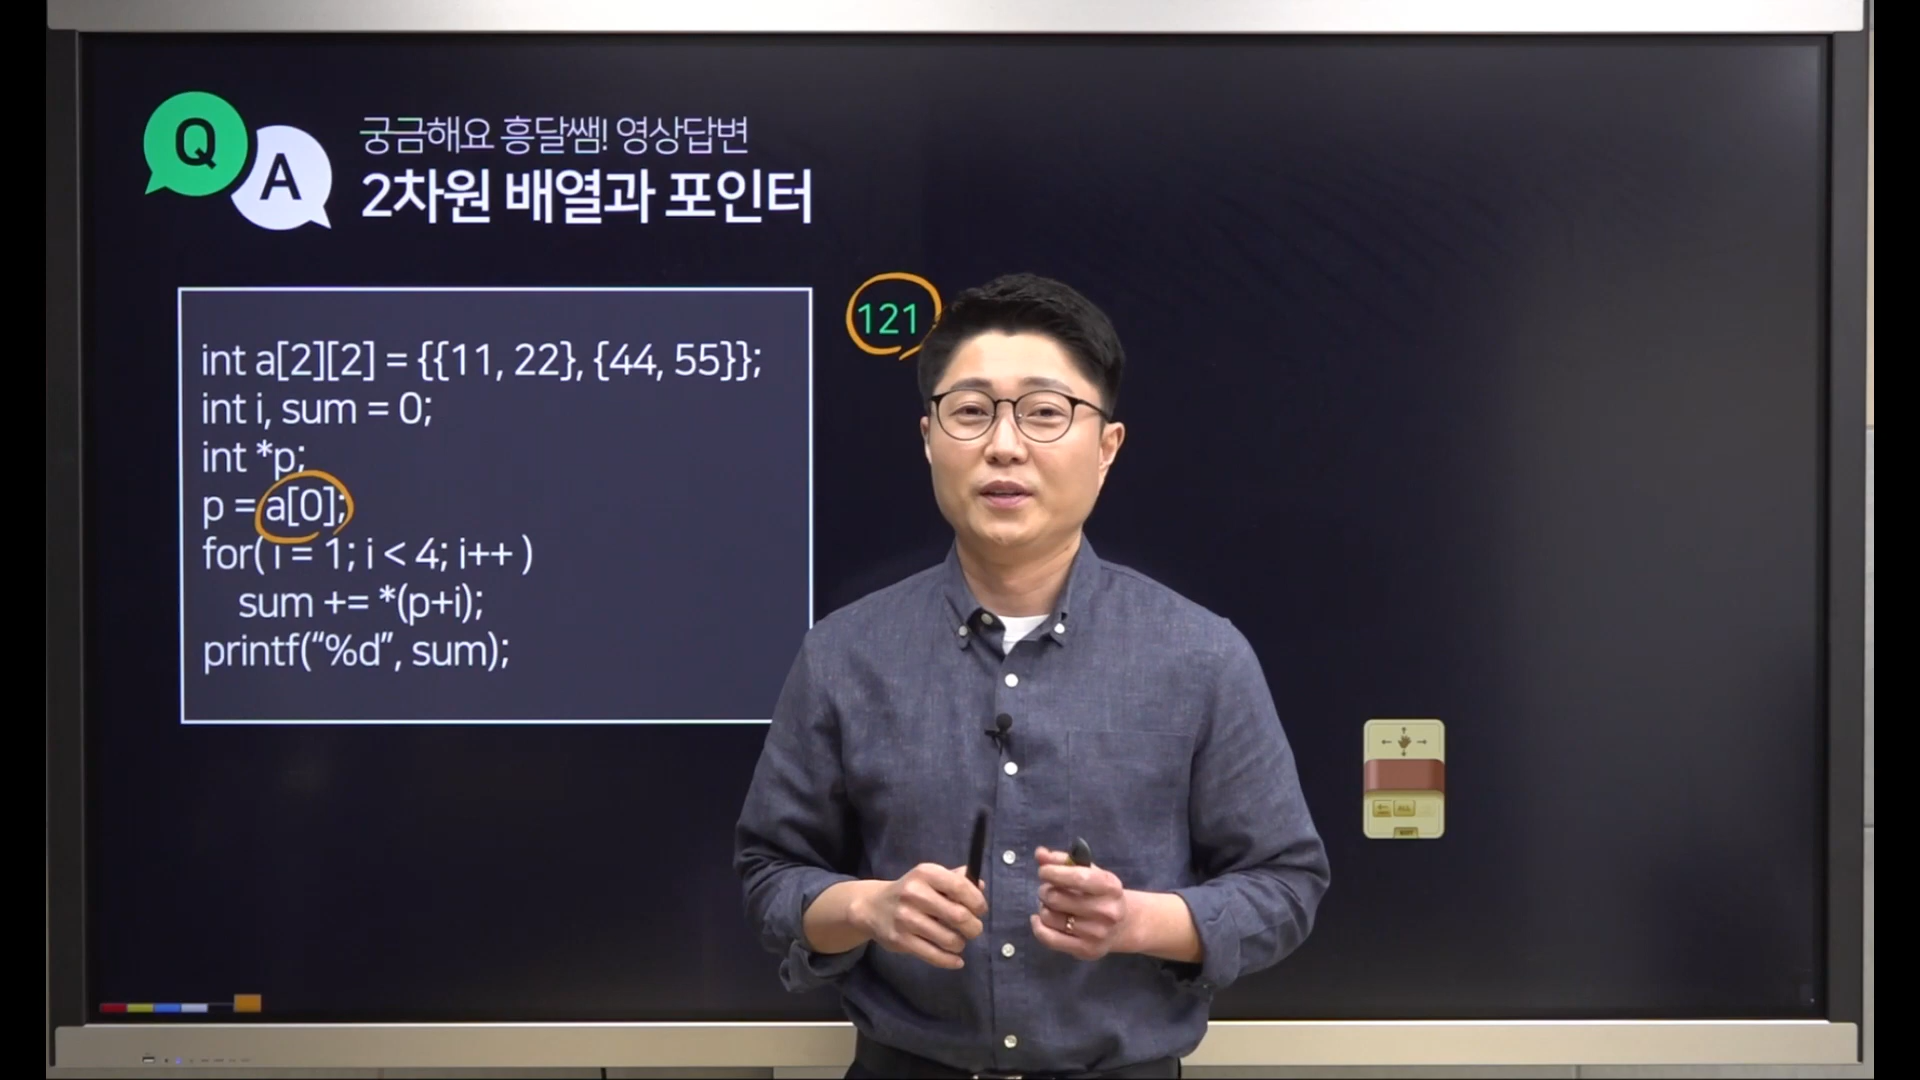 Q
A
궁금해요 흥달쌤! 영상답변
2차원 배열과 포인터
121
int a[2][2] = {{11, 22}, {44, 55}};
int i, sum = 0;
int *p;
p = a[0];
for( i = 1; i < 4; i++ )
sum += *(p+i);
printf(“%d”, sum);
ALL